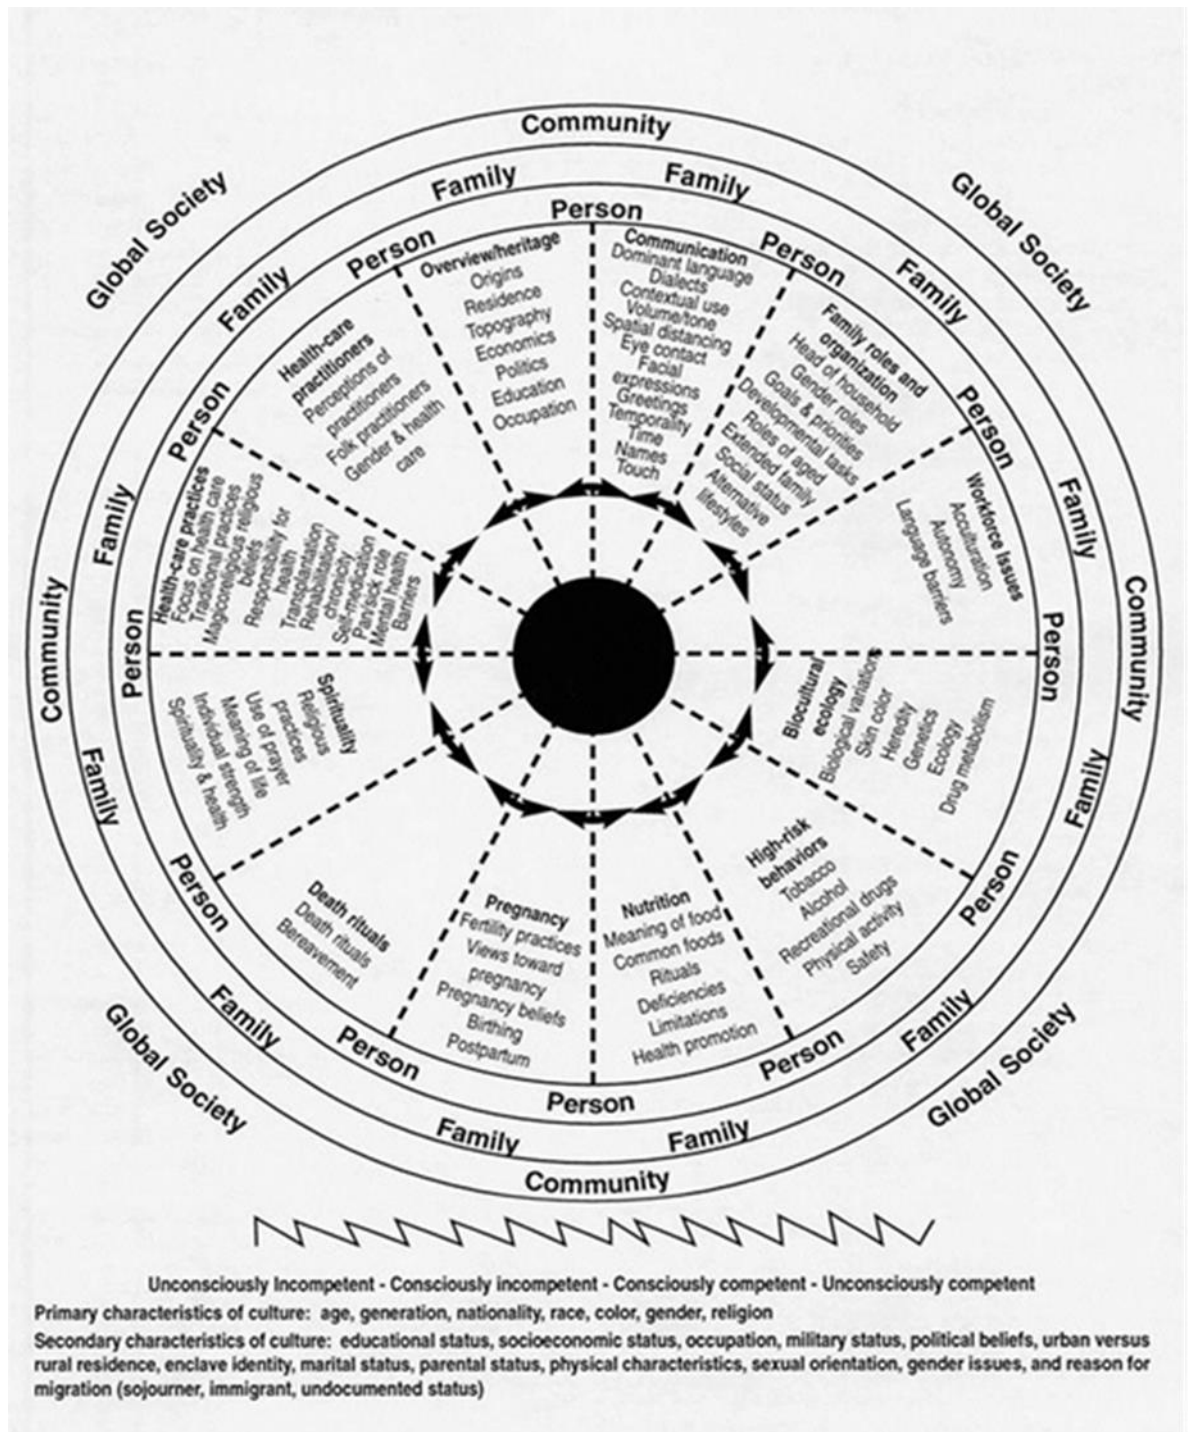 Community
Family
Family
Person
Global Society
Global Society
Person
Person
Family
Family
Overview/heritage
Origins
Residence
Topography
Economics
Politics
Education
Occupation
Communication
Dominant language
Dialects
Contextual use
Volume/tone
Spatial distancing
Eye contact
Facial
expressions
Greetings
Temporality
Time
Names
Touch
Family roles and
organization
Head of household
Gender roles
Goals & priorities
Developmental tasks
Roles of aged
Extended family
Social status
Alternative
lifestyles
Person
Family
Workforce issues
Acculturation
Autonomy
Language barriers
Community
Person
Biocultural
ecology
Biological variations
Skin color
Heredity
Genetics
Ecology
Drug metabolism
Family
Person
High-risk
behaviors
Tobacco
Alcohol
Recreational drugs
Physical activity
Safety
Family
Global Society
Person
Nutrition
Meaning of food
Common foods
Rituals
Deficiencies
Limitations
Health promotion
Family
Person
Community
Pregnancy
Fertility practices
Views toward
pregnancy
Pregnancy beliefs
Birthing
Postpartum
Family
Person
Death rituals
Death rituals
Bereavement
Family
Global Society
Person
Spirituality
Religious
practices
Use of prayer
Meaning of life
Individual strength
Spirituality & health
Family
Person
Community
Health-care practices
Focus on health care
Traditional practices
Magicoreligious religious
beliefs
Responsibility for
health
Transplantation
Rehabilitation/
chronicity
Self-medication
Pan/sick role
Mental health
Barriers
Family
Person
Health-care
practitioners
Perceptions of
practitioners
Folk practitioners
Gender & health
care
Unconsciously Incompetent - Consciously incompetent - Consciously competent - Unconsciously competent
Primary characteristics of culture: age, generation, nationality, race, color, gender, religion
Secondary characteristics of culture: educational status, socioeconomic status, occupation, military status, political beliefs, urban versus
rural residence, enclave identity, marital status, parental status, physical characteristics, sexual orientation, gender issues, and reason for
migration (sojourner, immigrant, undocumented status)